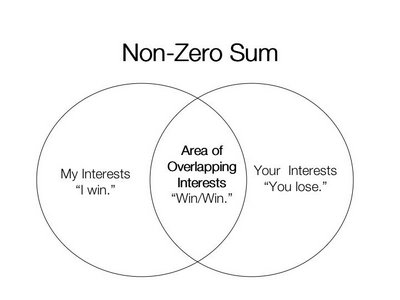 Non-Zero Sum
My Interests
“I win.”
Area of
Overlapping
Interests
“Win/Win.”
Your Interests
“You lose.”